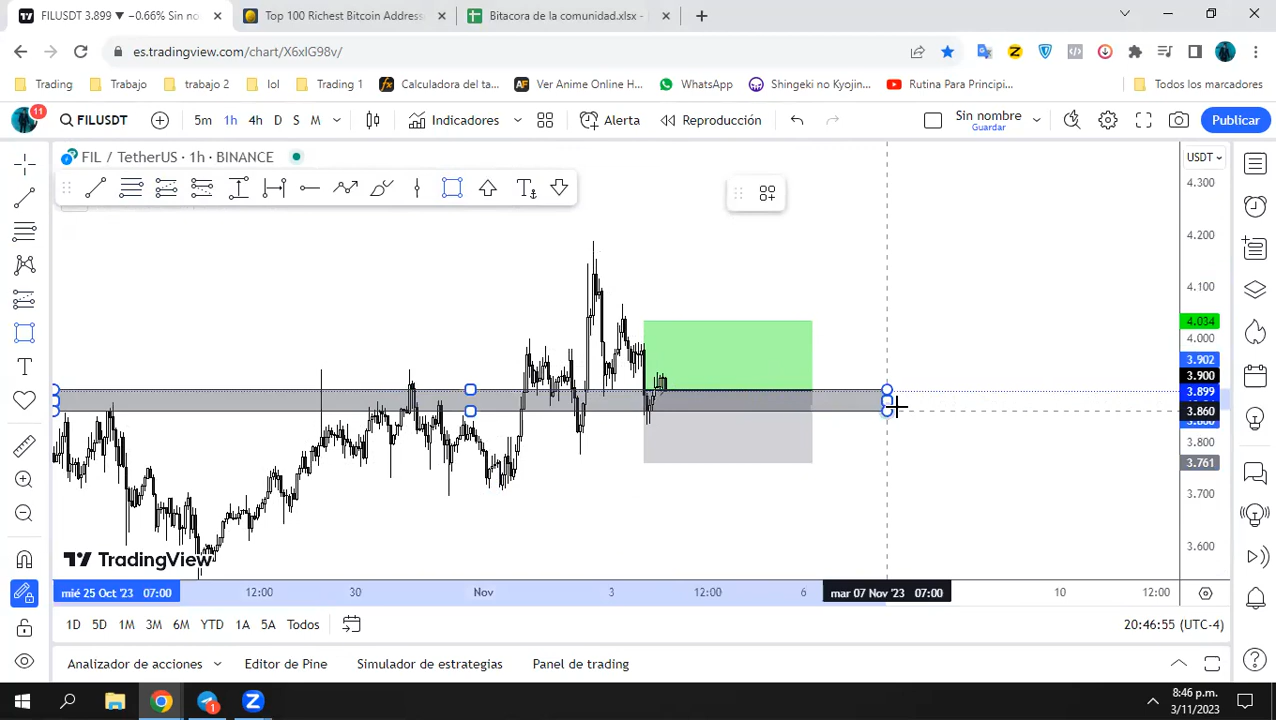 FILUSDT 3.899 ▼ −0.66% Sin no
Top 100 Richest Bitcoin Address
Bitacora de la comunidad.xlsx -
es.tradingview.com/chart/X6xIG98v/
Trading
Trabajo
trabajo 2
lol
Trading 1
Calculadora del ta...
Ver Anime Online H...
WhatsApp
Shingeki no Kyojin...
Rutina Para Principi...
Todos los marcadores
11
FILUSDT
5m
1h
4h
D
S
M
Indicadores
Alerta
Reproducción
Sin nombre
Guardar
Publicar
FIL / TetherUS · 1h · BINANCE
USDT
4.300
4.200
4.100
4.034
4.000
3.902
3.900
3.899
3.860
3.800
3.761
3.700
3.600
TradingView
mié 25 Oct '23 07:00
12:00
30
Nov
3
12:00
6
mar 07 Nov '23 07:00
10
12:00
1D
5D
1M
3M
6M
YTD
1A
5A
Todos
20:46:55 (UTC-4)
Analizador de acciones
Editor de Pine
Simulador de estrategias
Panel de trading
8:46 p.m.
3/11/2023